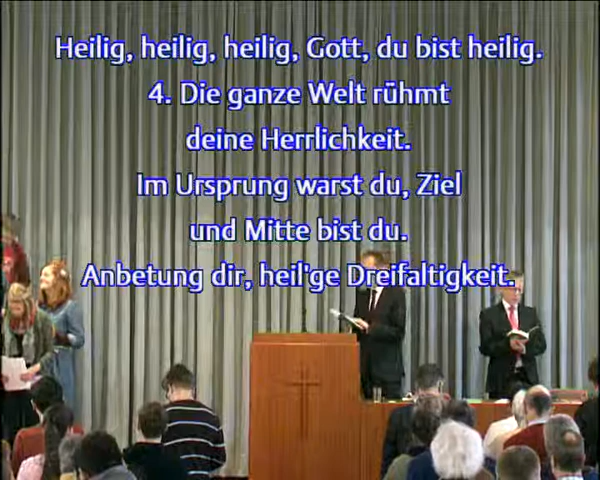 Heilig, heilig, heilig, Gott, du bist heilig.
4. Die ganze Welt rühmt
deine Herrlichkeit.
Im Ursprung warst du, Ziel
und Mitte bist du.
Anbetung dir, heil'ge Dreifaltigkeit.